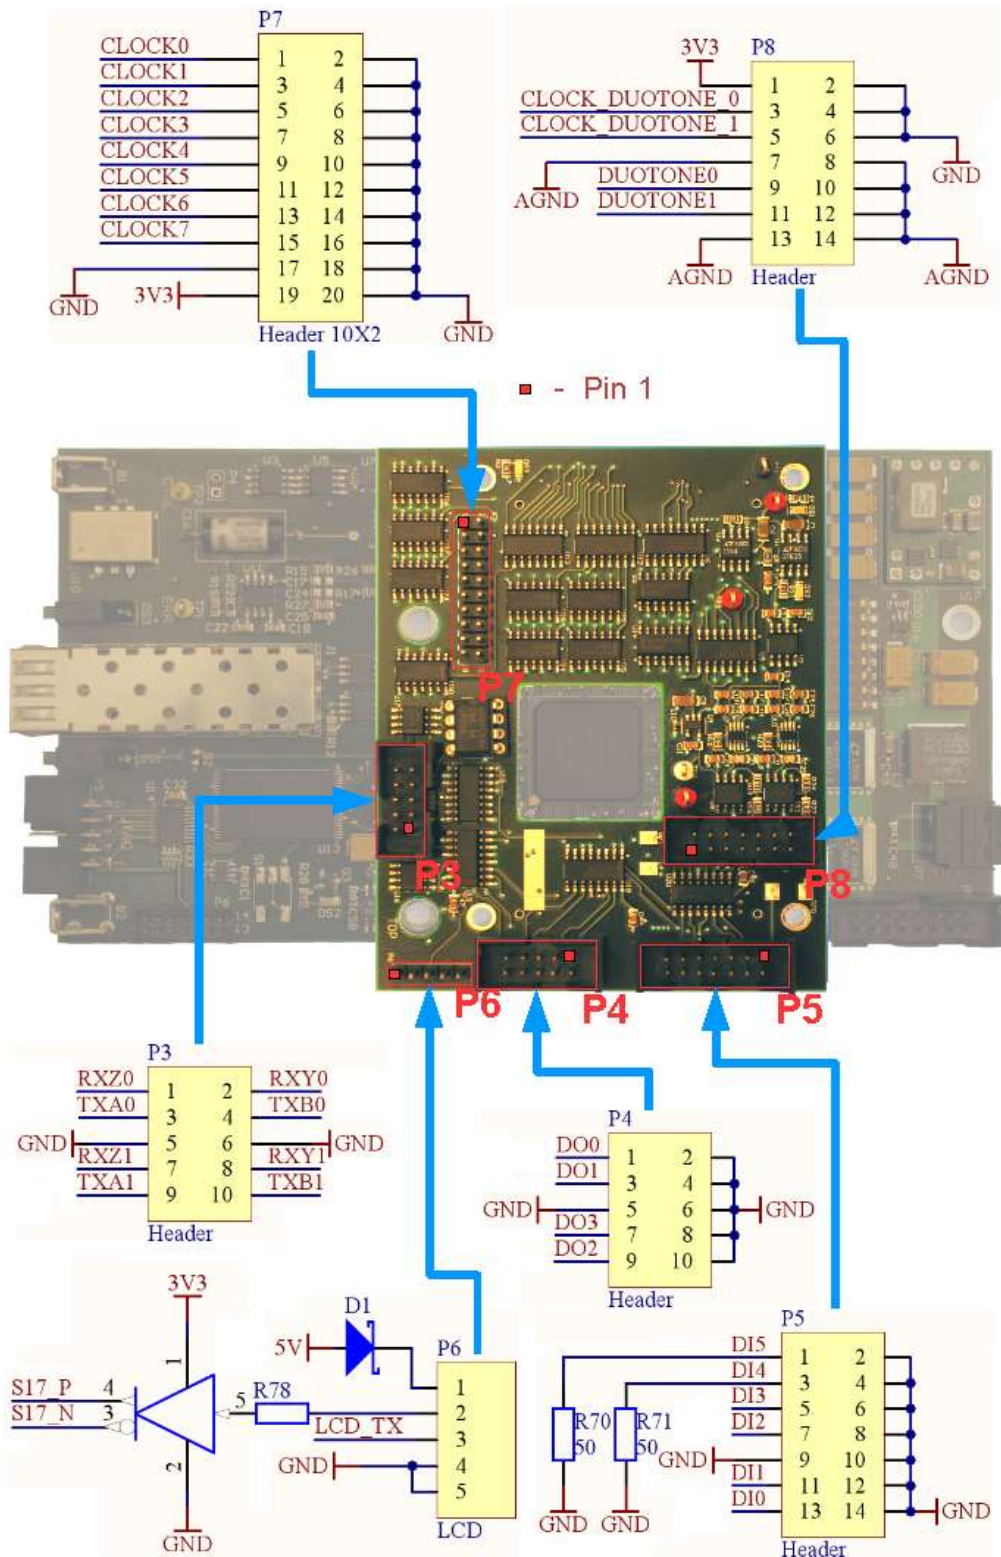 P7
CLOCK0 1 2
CLOCK1 3 4
CLOCK2 5 6
CLOCK3 7 8
CLOCK4 9 10
CLOCK5 11 12
CLOCK6 13 14
CLOCK7 15 16
17 18
GND
3V3 19 20
GND
Header 10X2
P8
3V3
1 2
CLOCK_DUOTONE_0 3 4
CLOCK_DUOTONE_1 5 6
GND
7 8
AGND
DUOTONE0 9 10
DUOTONE1 11 12
13 14
AGND
AGND
Header
- Pin 1
P7
P3
P8
TOP
P6
P4
P5
P3
RXZ0 1 2 RXY0
TXA0 3 4 TXB0
GND 5 6 GND
RXZ1 7 8 RXY1
TXA1 9 10 TXB1
Header
P4
DO0 1 2
DO1 3 4
GND 5 6 GND
DO3 7 8
DO2 9 10
Header
3V3
1
S17_P 4
S17_N 3
5 R78
2
GND
D1
5V
P6
1
2
LCD_TX 3
GND 4
5
LCD
P5
DI5 1 2
DI4 3 4
DI3 5 6
DI2 7 8
GND 9 10
DI1 11 12
DI0 13 14
GND
R70
50
R71
50
GND
GND
Header